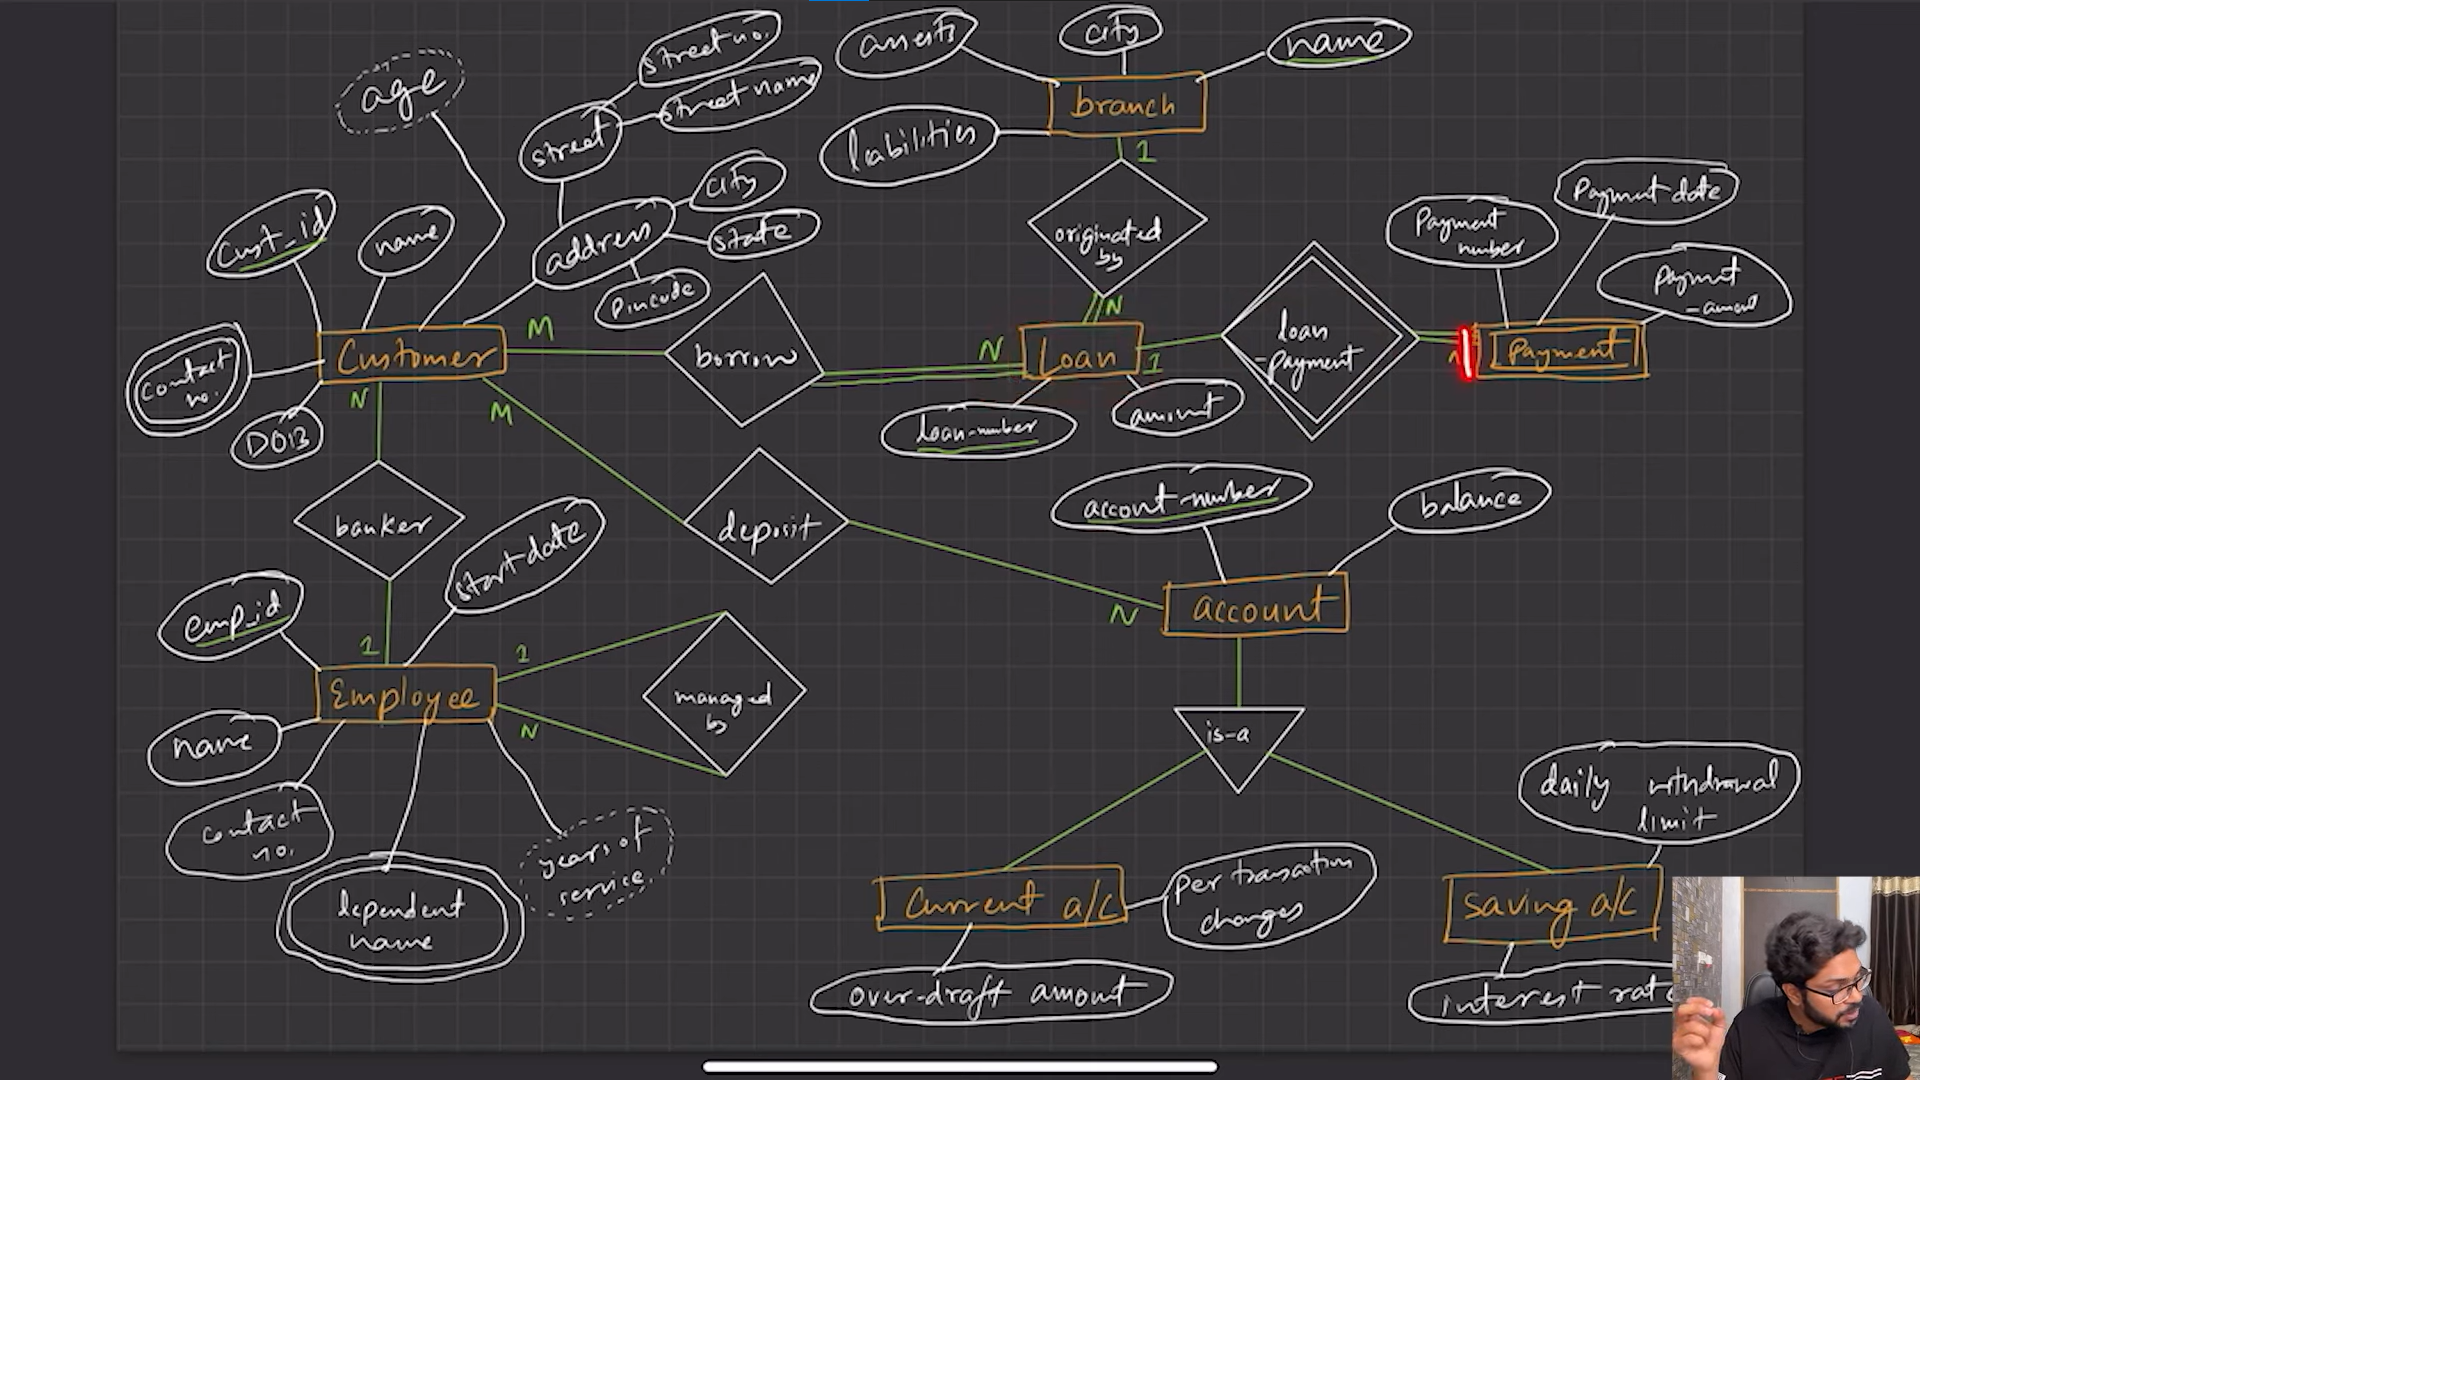 street no.
assests
city
name
age
street name
branch
street
liabilities
1
city
Payment date
Payment
number
cust_id
name
address
state
originated
by
Payment
-amount
Pincode
N
M
borrow
N
Loan
1
loan
-payment
Payment
Customer
contact
no.
N
M
DOB
loan-number
amount
account-number
balance
banker
start date
deposit
emp_id
N
account
1
1
Employee
managed
by
N
is-a
name
daily withdrawal
limit
contact
no.
years of
service.
per transaction
charges
dependent
name
Current a/c
saving a/c
over-draft amount
interest rate